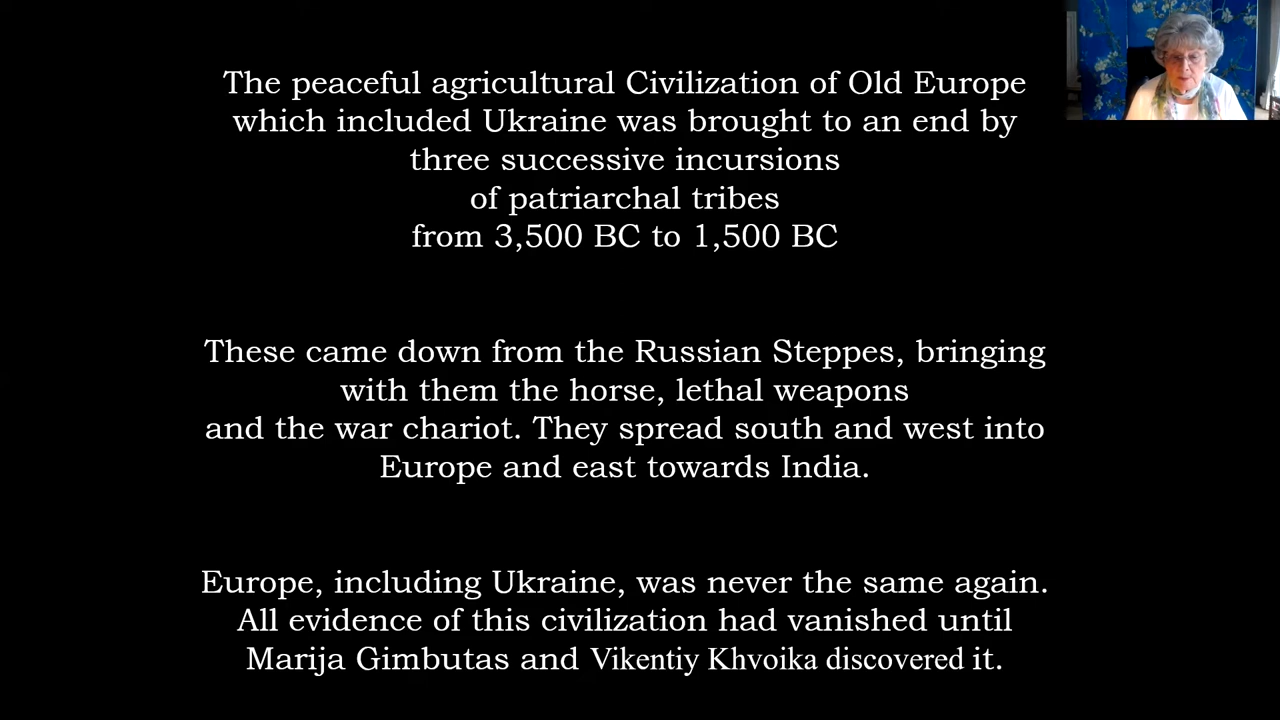 The peaceful agricultural Civilization of Old Europe
which included Ukraine was brought to an end by
three successive incursions
of patriarchal tribes
from 3,500 BC to 1,500 BC
These came down from the Russian Steppes, bringing
with them the horse, lethal weapons
and the war chariot. They spread south and west into
Europe and east towards India.
Europe, including Ukraine, was never the same again.
All evidence of this civilization had vanished until
Marija Gimbutas and Vikentiy Khvoika discovered it.